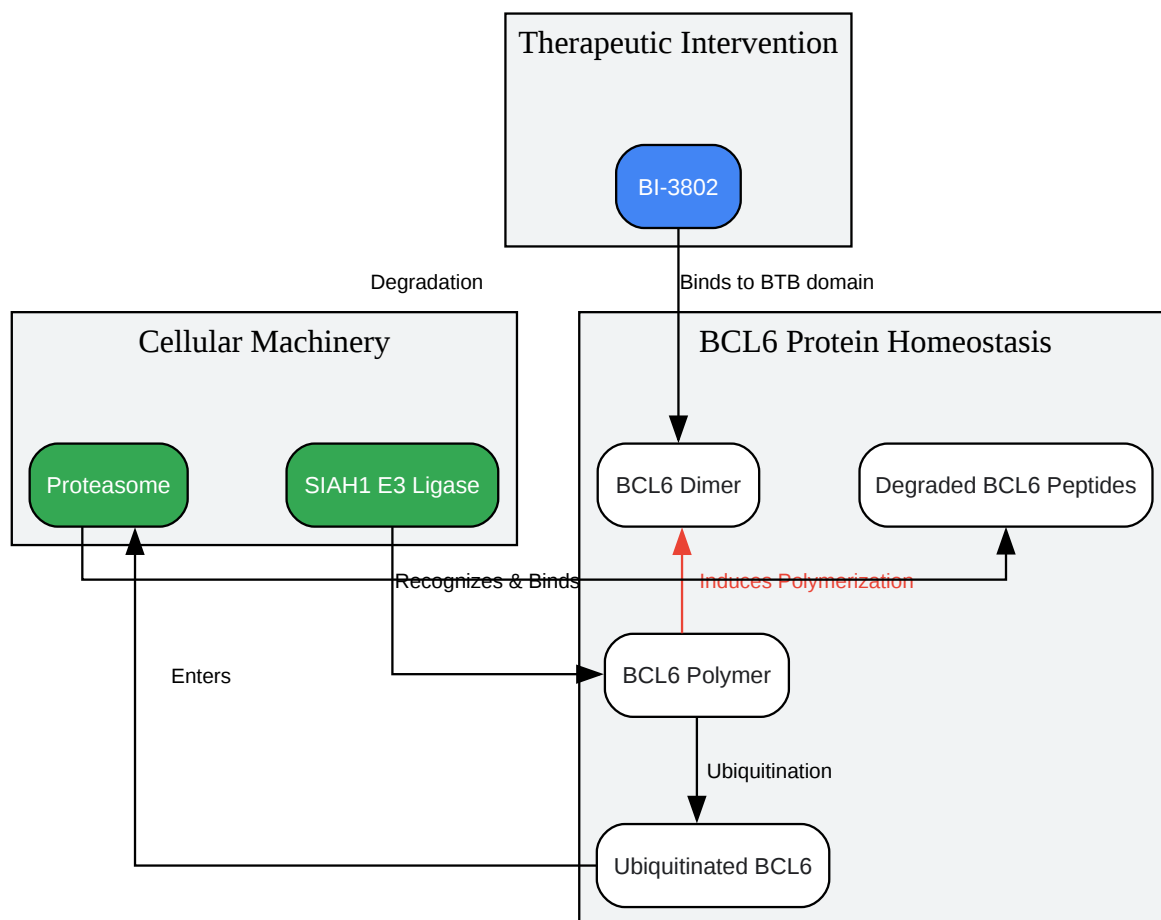 Therapeutic Intervention
BI-3802
Degradation
Binds to BTB domain
Cellular Machinery
BCL6 Protein Homeostasis
Proteasome
SIAH1 E3 Ligase
BCL6 Dimer
Degraded BCL6 Peptides
Recognizes & Binds
Induces Polymerization
Enters
BCL6 Polymer
Ubiquitination
Ubiquitinated BCL6